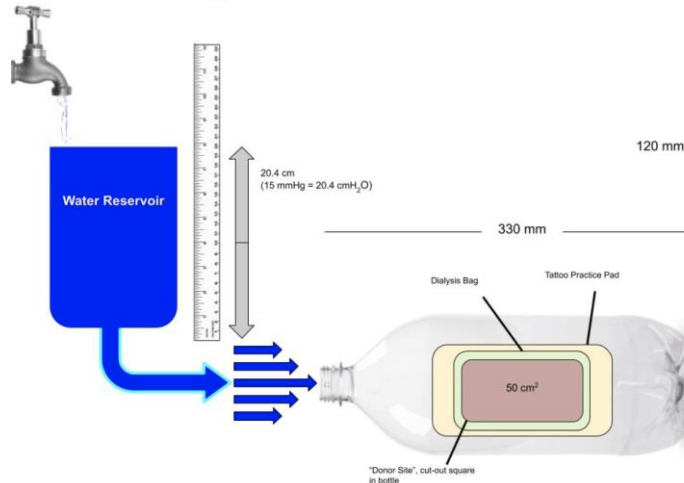 Water Reservoir
20.4 cm
(15 mmHg = 20.4 cmH₂O)
120 mm
330 mm
Dialysis Bag
Tattoo Practice Pad
50 cm²
"Donor Site", cut-out square
in bottle